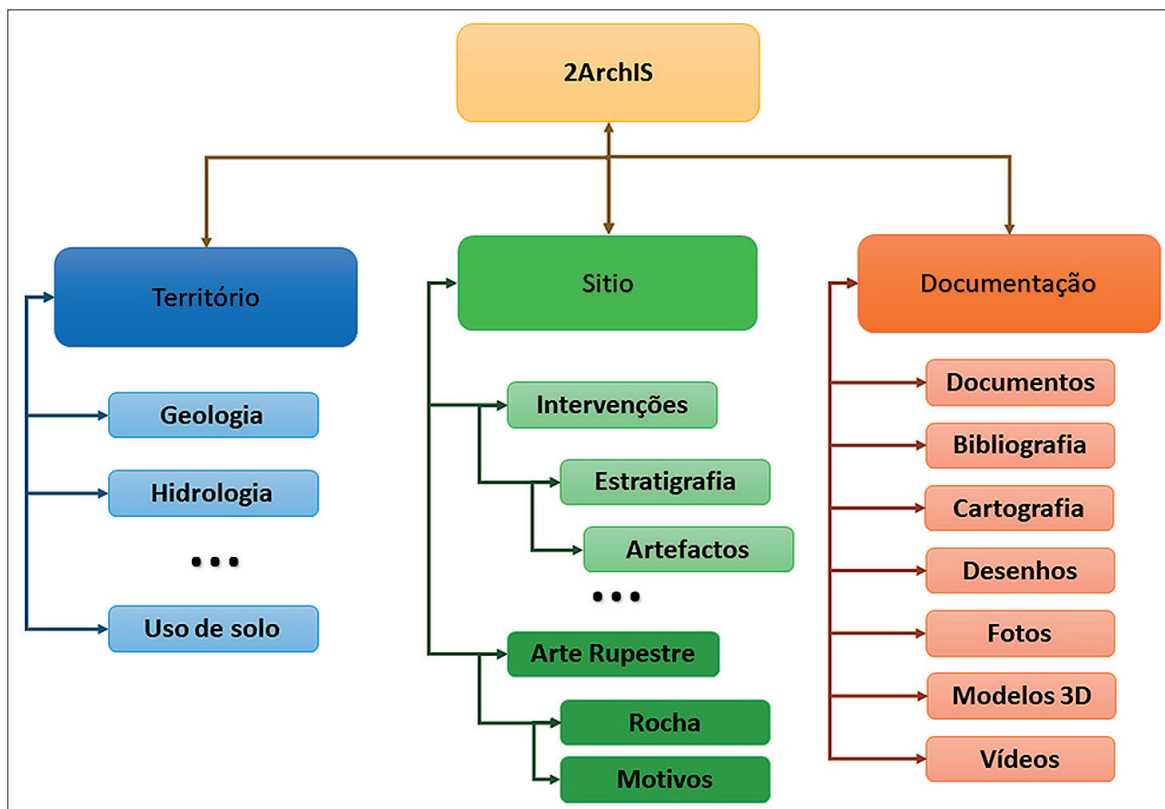 2ArchIS
Território
Geologia
Hidrologia
...
Uso de solo
Sitio
Intervenções
Estratigrafia
Artefactos
...
Arte Rupestre
Rocha
Motivos
Documentação
Documentos
Bibliografia
Cartografia
Desenhos
Fotos
Modelos 3D
Vídeos